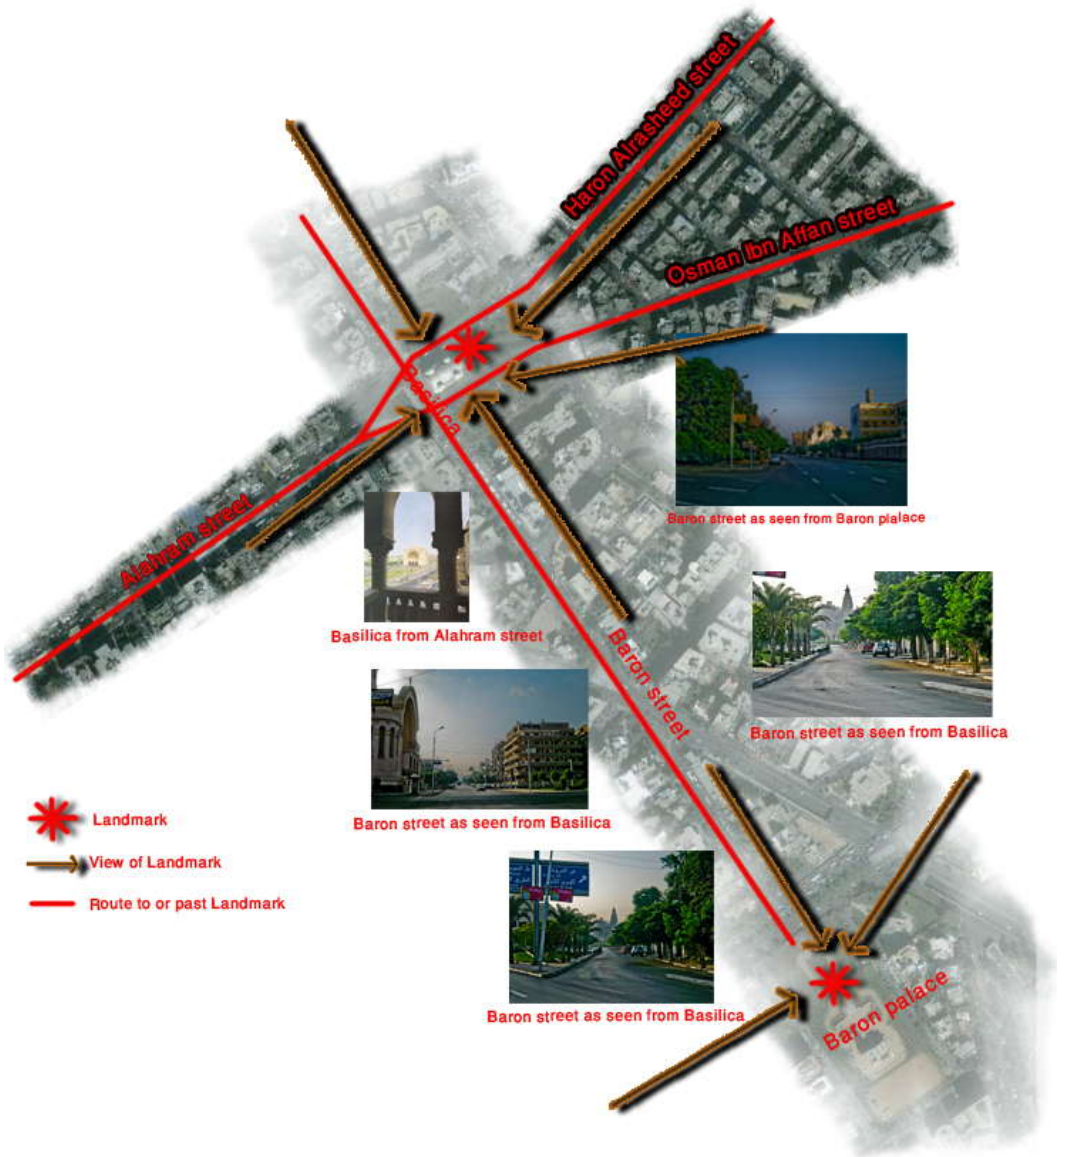 Haron Alrasheed street
Osman Ibn Affan street
Basilica
Alahram street
Baron street as seen from Baron plalace
Basilica from Alahram street
Baron street
Baron street as seen from Basilica
Baron street as seen from Basilica
Landmark
View of Landmark
Route to or past Landmark
Baron street as seen from Basilica
Baron palace